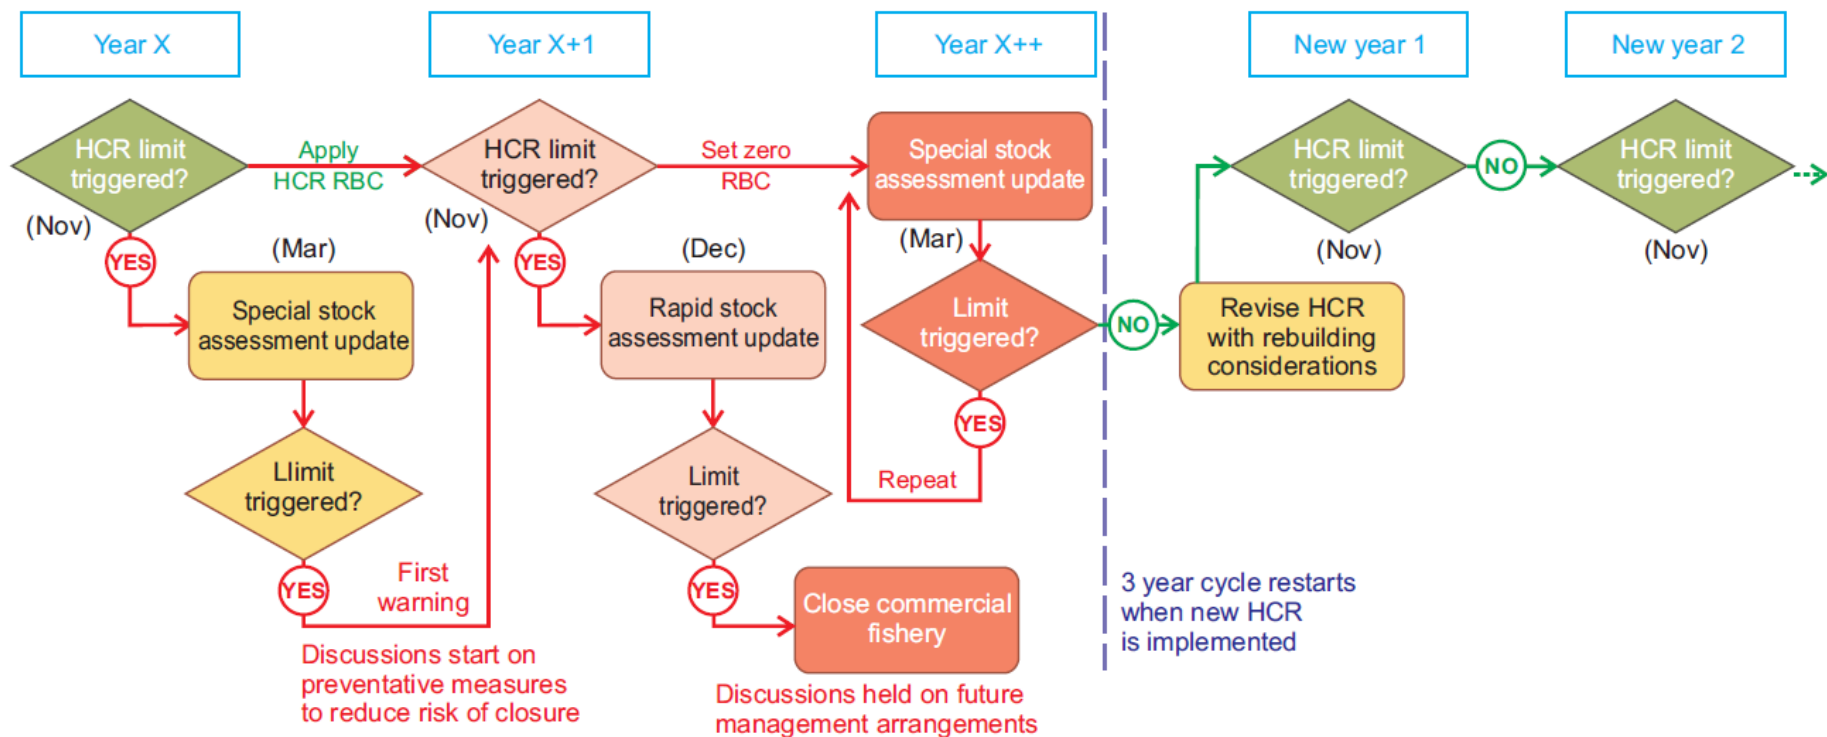 Year X
Year X+1
Year X++
New year 1
New year 2
HCR limit
triggered?
Apply
HCR RBC
HCR limit
triggered?
Set zero
RBC
Special stock
assessment update
HCR limit
triggered?
NO
HCR limit
triggered?
(Nov)
YES
(Mar)
(Nov)
YES
(Dec)
(Mar)
(Nov)
(Nov)
Special stock
assessment update
Rapid stock
assessment update
Limit
triggered?
NO
Revise HCR
with rebuilding
considerations
YES
Repeat
Llimit
triggered?
Limit
triggered?
YES
First
warning
YES
Close commercial
fishery
3 year cycle restarts
when new HCR
is implemented
Discussions start on
preventative measures
to reduce risk of closure
Discussions held on future
management arrangements